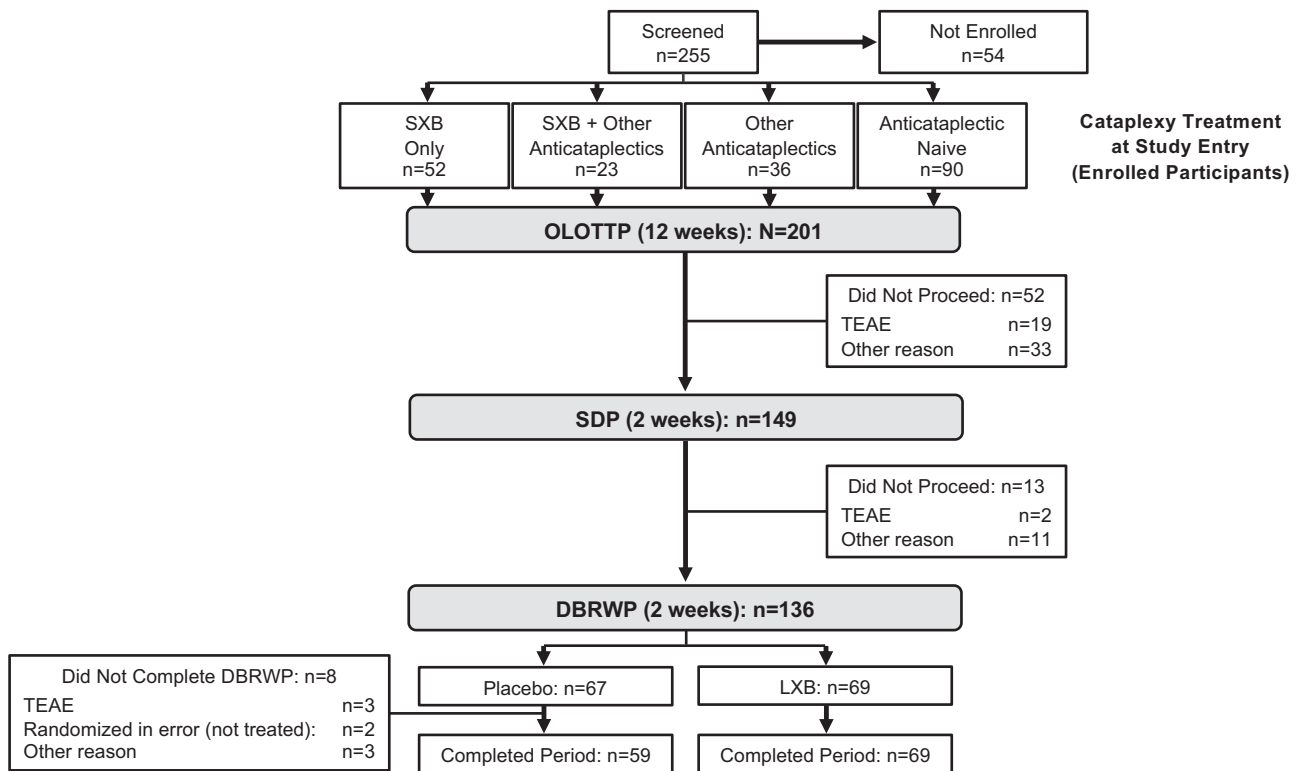 Screened
n=255
Not Enrolled
n=54
SXB
Only
n=52
SXB + Other
Anticataplectics
n=23
Other
Anticataplectics
n=36
Anticataplectic
Naive
n=90
Cataplexy Treatment
at Study Entry
(Enrolled Participants)
OLOTTP (12 weeks): N=201
Did Not Proceed: n=52
TEAE n=19
Other reason n=33
SDP (2 weeks): n=149
Did Not Proceed: n=13
TEAE n=2
Other reason n=11
DBRWP (2 weeks): n=136
Did Not Complete DBRWP: n=8
TEAE n=3
Randomized in error (not treated): n=2
Other reason n=3
Placebo: n=67
LXB: n=69
Completed Period: n=59
Completed Period: n=69